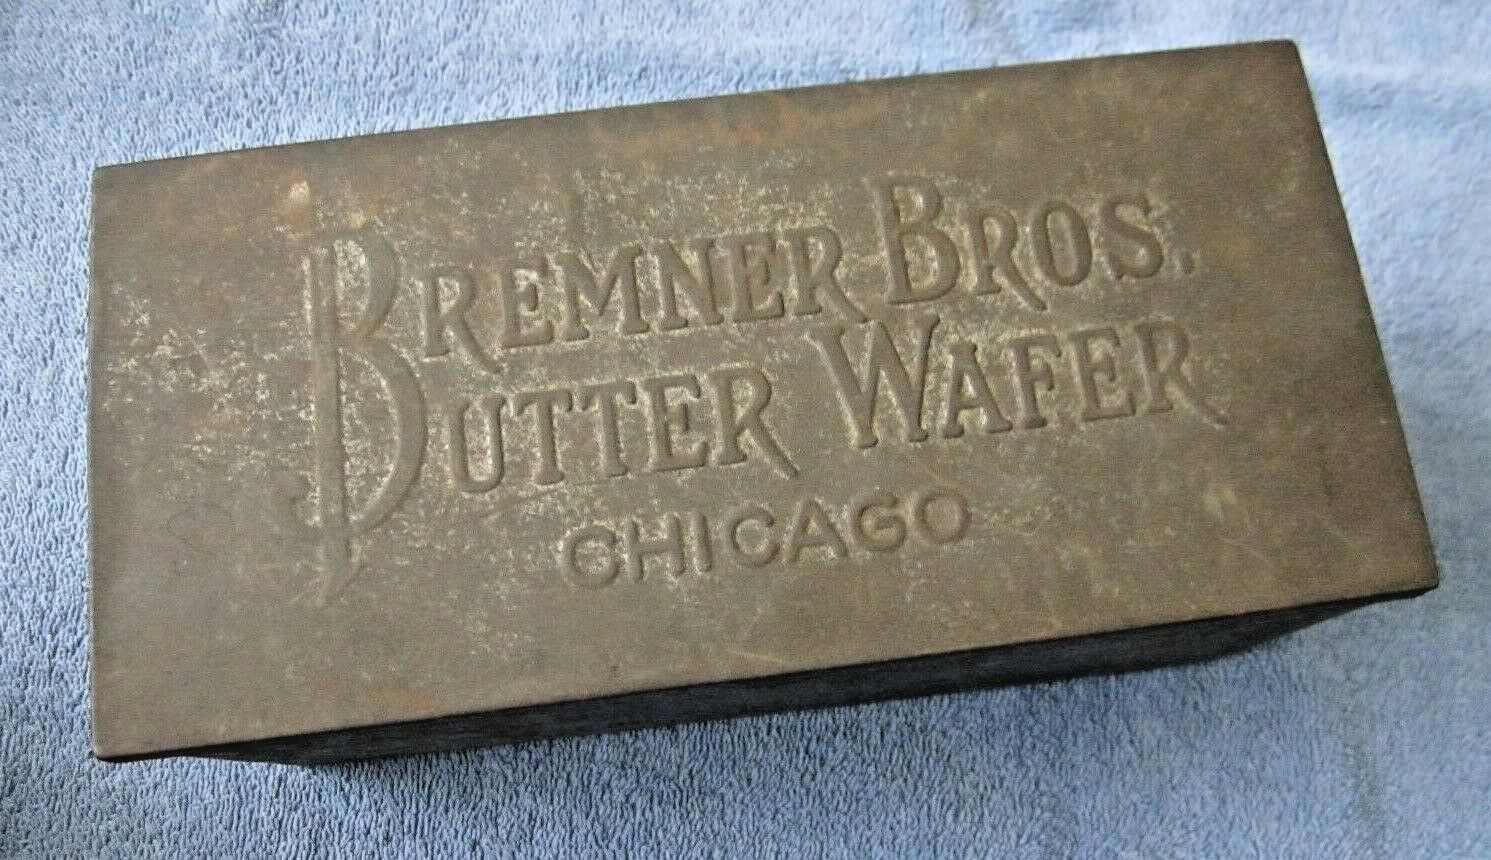 BREMNER BROS.
BUTTER WAFER
CHICAGO